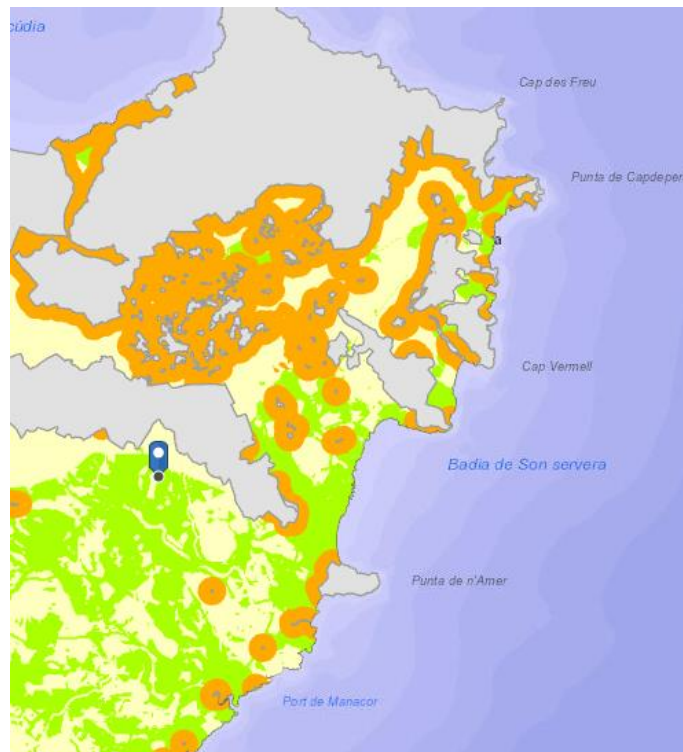 cúdia
Cap des Freu
Punta de Capdeper
a
Cap Vermell
Badia de Son servera
Punta de n'Amer
Port de Manacor